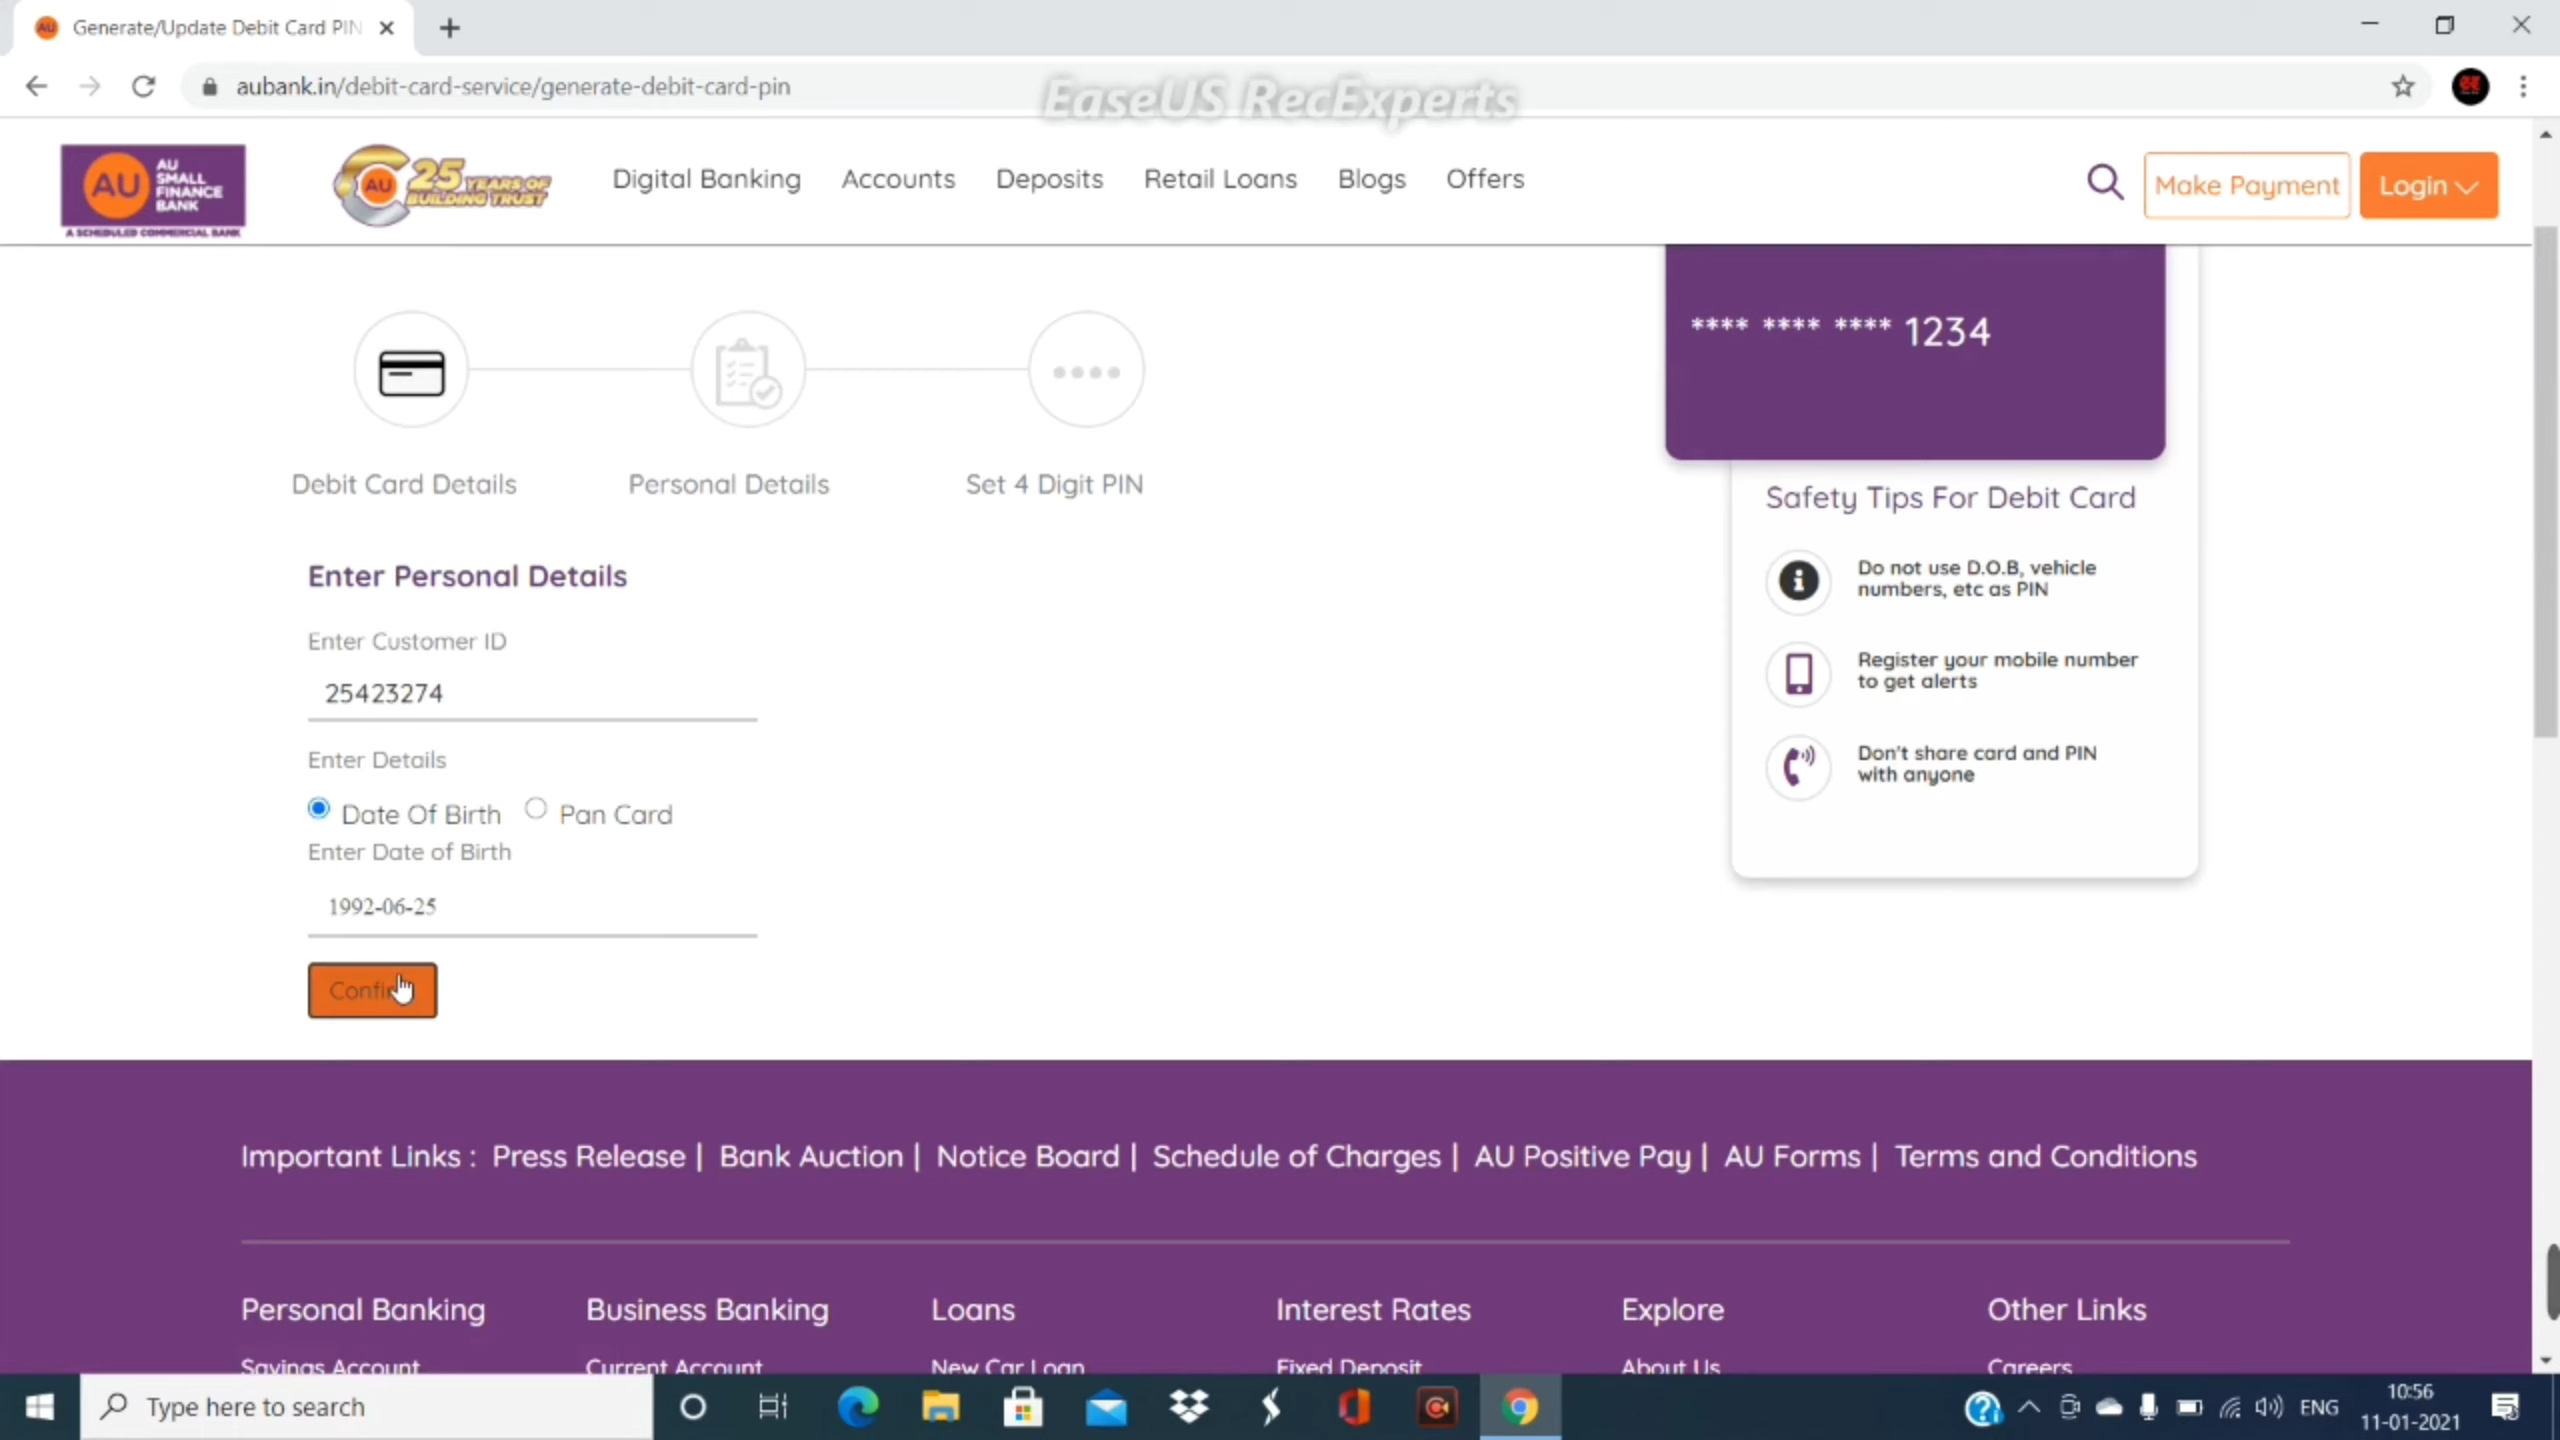 Generate/Update Debit Card PIN
aubank.in/debit-card-service/generate-debit-card-pin
EaseUS RecExperts
AU
AU
SMALL
FINANCE
BANK
A SCHEDULED COMMERCIAL BANK
AU
25 YEARS OF
BUILDING TRUST
Digital Banking
Accounts
Deposits
Retail Loans
Blogs
Offers
Make Payment
Login
**** **** **** 1234
Debit Card Details
Personal Details
Set 4 Digit PIN
Safety Tips For Debit Card
Do not use D.O.B, vehicle
numbers, etc as PIN
Register your mobile number
to get alerts
Don't share card and PIN
with anyone
Enter Personal Details
Enter Customer ID
25423274
Enter Details
Date Of Birth
Pan Card
Enter Date of Birth
1992-06-25
Important Links : Press Release | Bank Auction | Notice Board | Schedule of Charges | AU Positive Pay | AU Forms | Terms and Conditions
Personal Banking
Business Banking
Loans
Interest Rates
Explore
Other Links
Savings Account
Current Account
New Car Loan
Fixed Deposit
About Us
Careers
Type here to search
ENG
10:56
11-01-2021